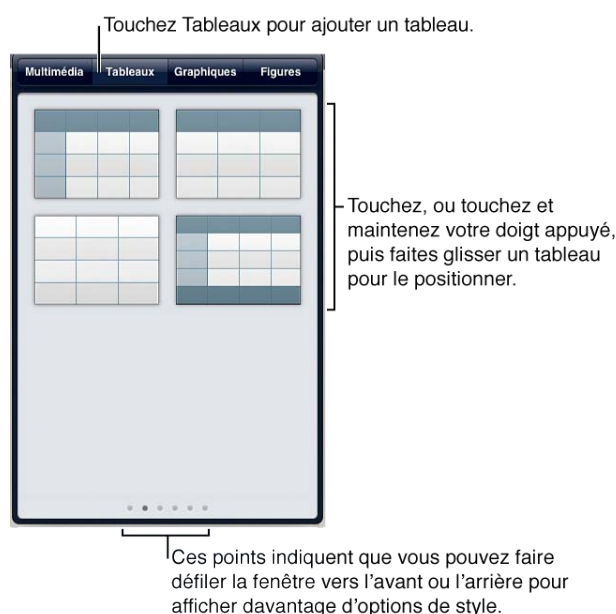 Touchez Tableaux pour ajouter un tableau.
Multimédia Tableaux Graphiques Figures
Touchez, ou touchez et
maintenez votre doigt appuyé,
puis faites glisser un tableau
pour le positionner.
Ces points indiquent que vous pouvez faire
défiler la fenêtre vers l'avant ou l'arrière pour
afficher davantage d'options de style.